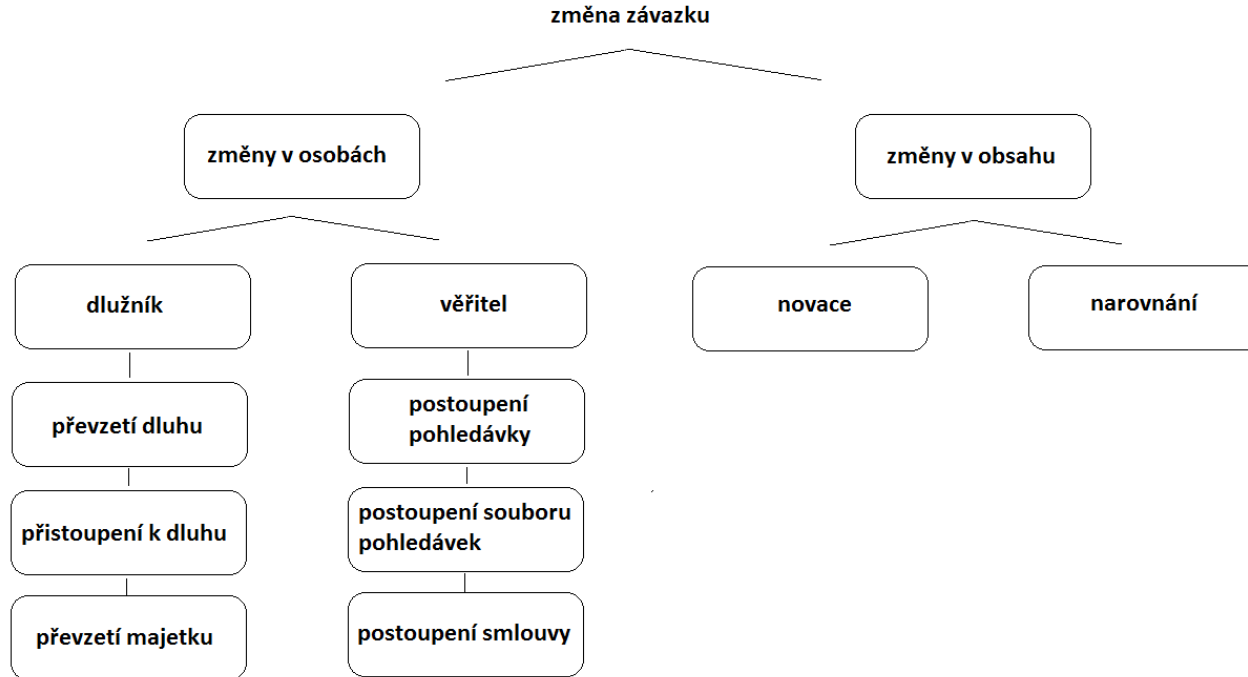 změna závazku
změny v osobách
změny v obsahu
dlužník
věřitel
novace
narovnání
převzetí dluhu
postoupení
pohledávky
přistoupení k dluhu
postoupení souboru
pohledávek
převzetí majetku
postoupení smlouvy